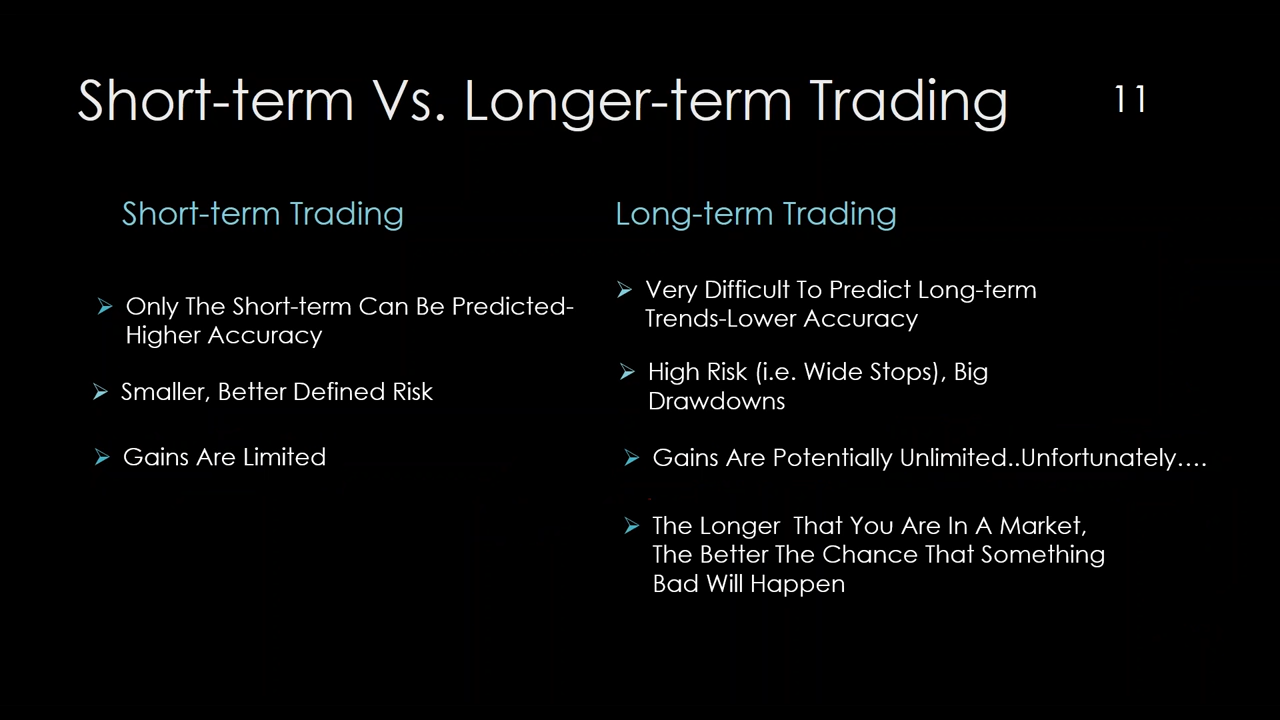 Short-term Vs. Longer-term Trading
11
Short-term Trading
Only The Short-term Can Be Predicted-
Higher Accuracy
Smaller, Better Defined Risk
Gains Are Limited
Long-term Trading
Very Difficult To Predict Long-term
Trends-Lower Accuracy
High Risk (i.e. Wide Stops), Big
Drawdowns
Gains Are Potentially Unlimited..Unfortunately....
The Longer  That You Are In A Market,
The Better The Chance That Something
Bad Will Happen